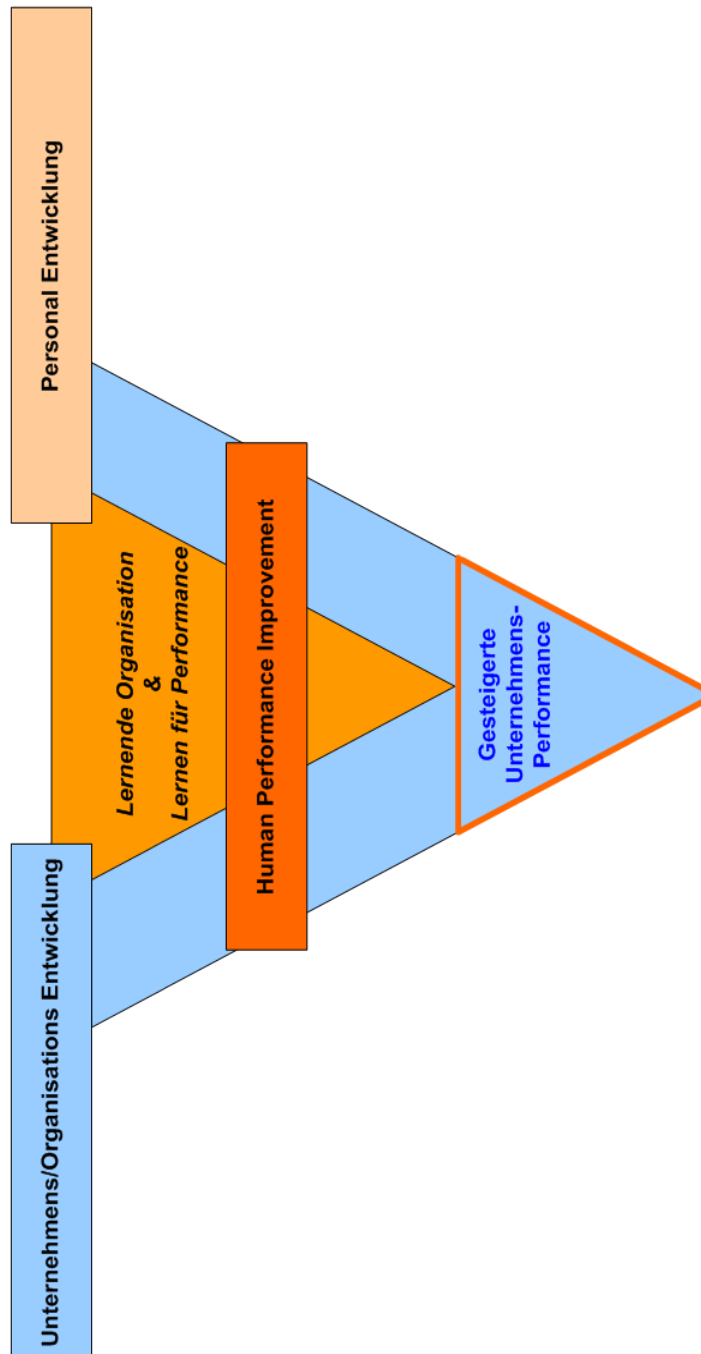 Unternehmens/Organisations Entwicklung
Personal Entwicklung
Lernende Organisation
&
Lernen für Performance
Human Performance Improvement
Gesteigerte
Unternehmens-
Performance